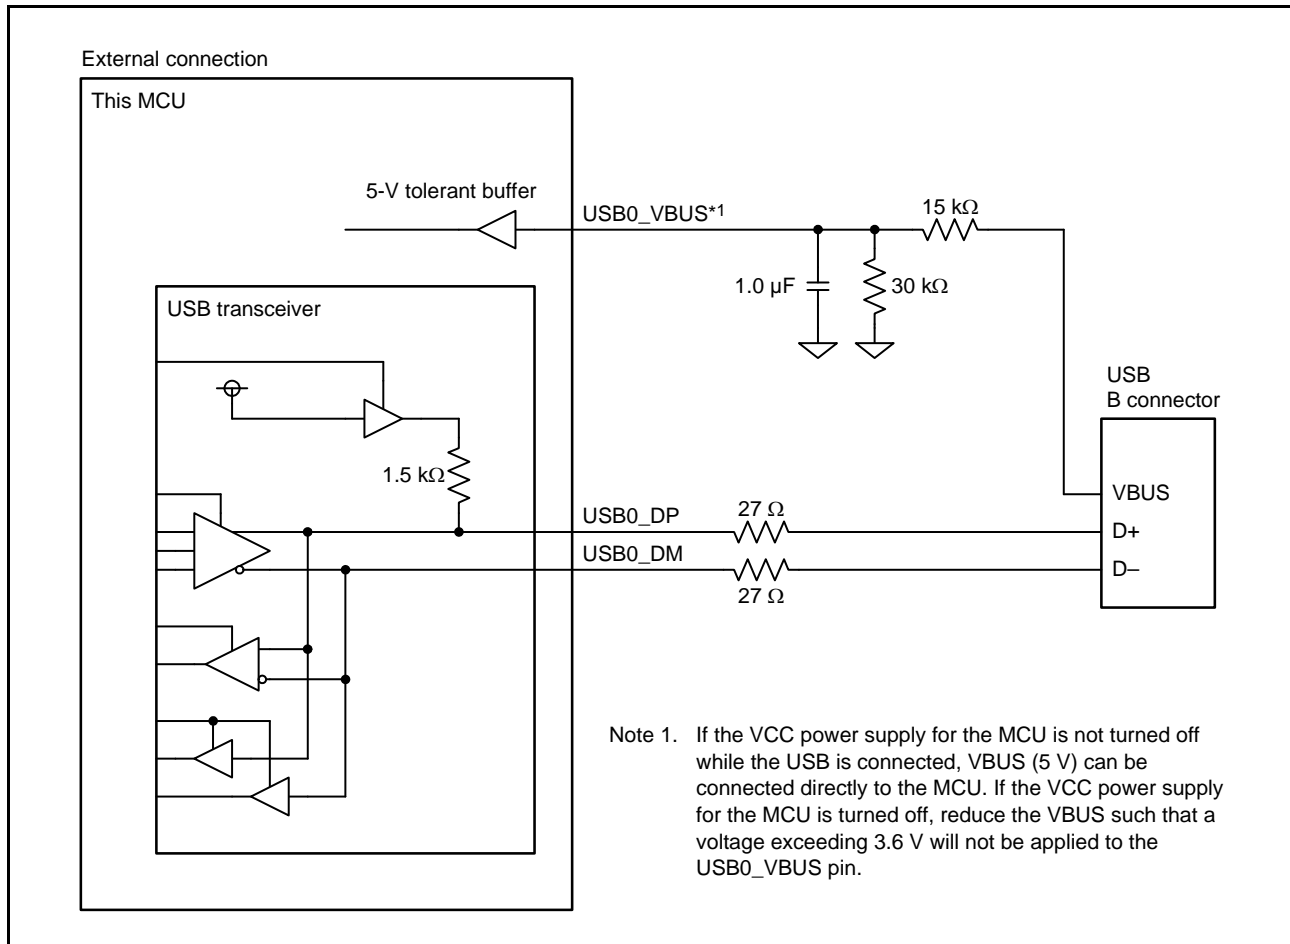 External connection
This MCU
5-V tolerant buffer
USB0_VBUS*1
15 kΩ
1.0 µF
30 kΩ
USB transceiver
USB
B connector
1.5 kΩ
VBUS
USB0_DP
27 Ω
D+
USB0_DM
27 Ω
D–
Note 1. If the VCC power supply for the MCU is not turned off
while the USB is connected, VBUS (5 V) can be
connected directly to the MCU. If the VCC power supply
for the MCU is turned off, reduce the VBUS such that a
voltage exceeding 3.6 V will not be applied to the
USB0_VBUS pin.